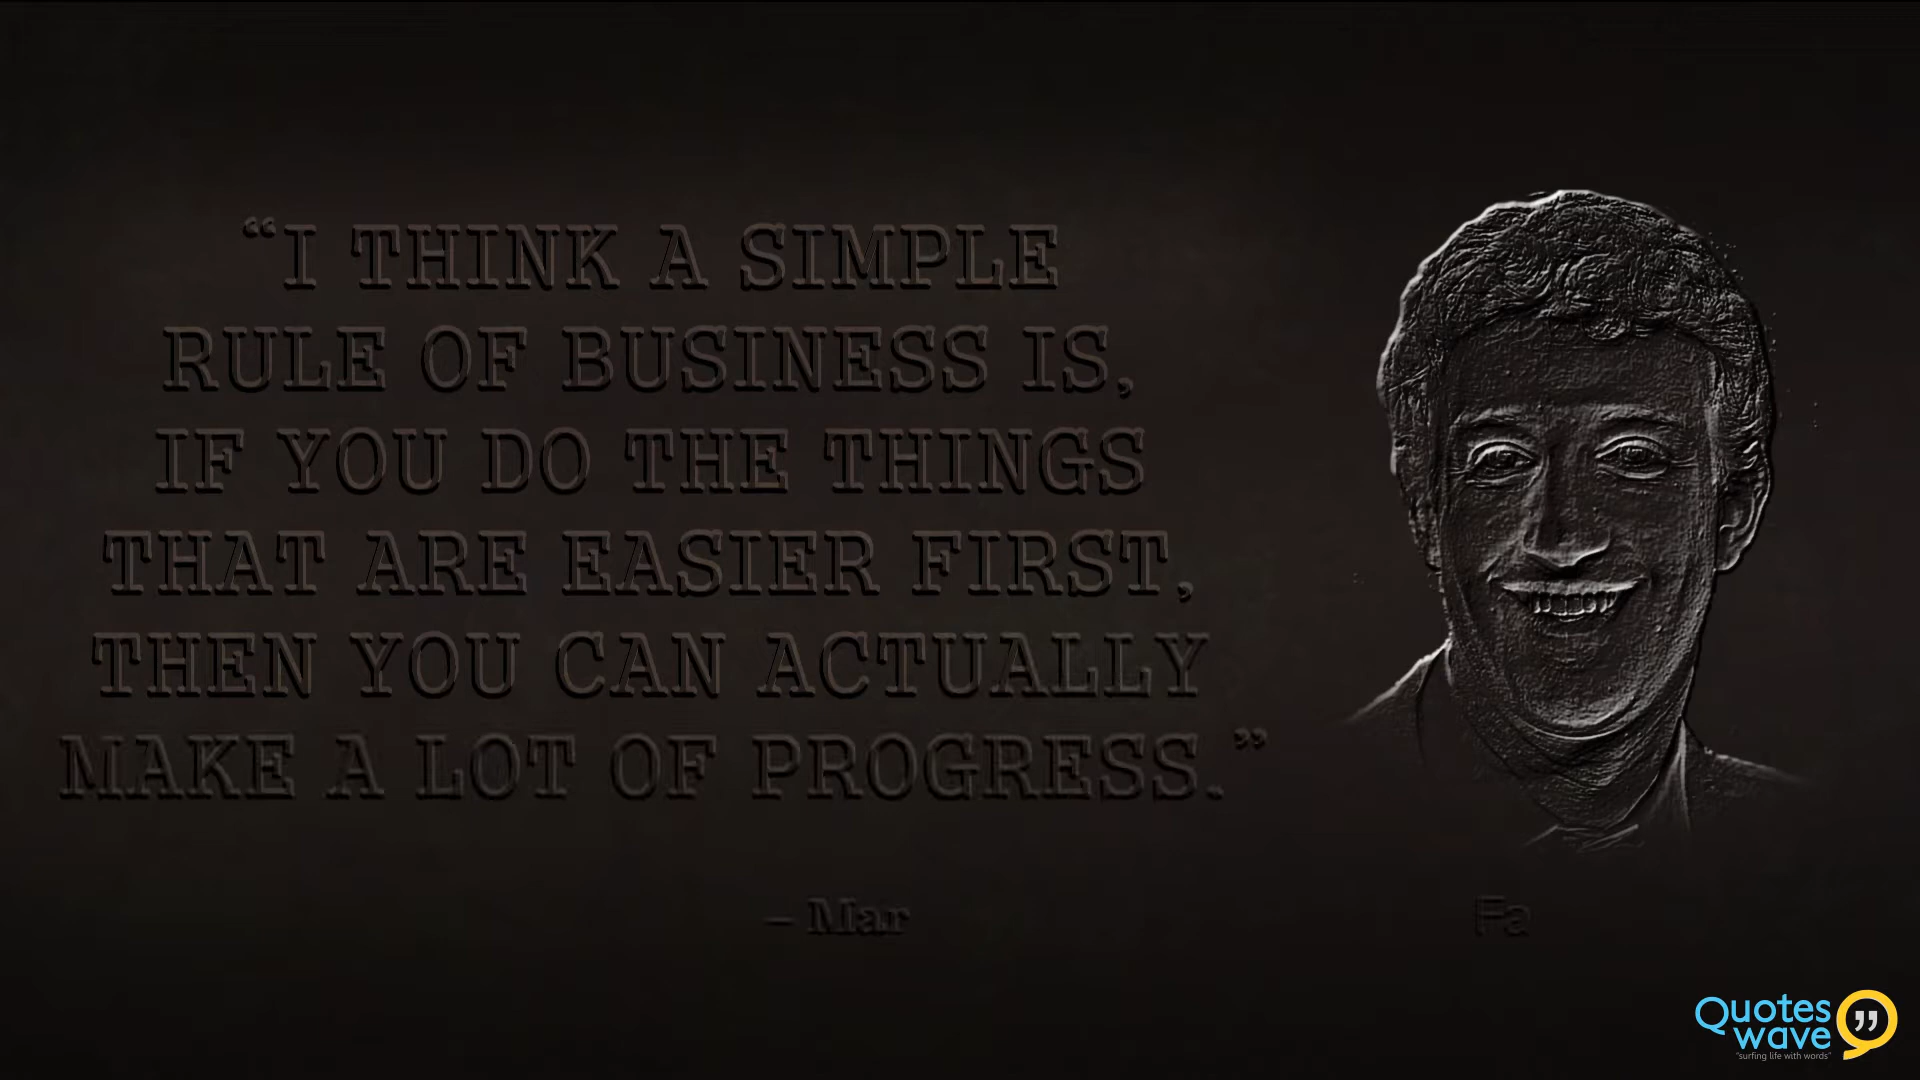 “I THINK A SIMPLE
RULE OF BUSINESS IS,
IF YOU DO THE THINGS
THAT ARE EASIER FIRST,
THEN YOU CAN ACTUALLY
MAKE A LOT OF PROGRESS.”
– Mar
Fa
Quotes
wave
"surfing life with words"